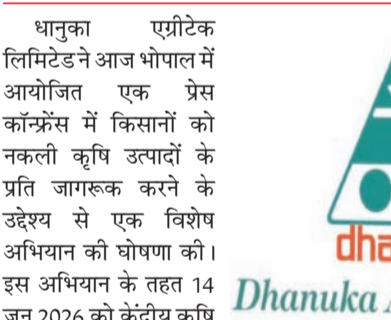 धानुका एग्रीटेक
लिमिटेड ने आज भोपाल में
आयोजित एक प्रेस
कॉन्फ्रेंस में किसानों को
नकली कृषि उत्पादों के
प्रति जागरूक करने के
उद्देश्य से एक विशेष
अभियान की घोषणा की।
इस अभियान के तहत 14
जून 2026 को केंद्रीय कृषि
dha
Dhanuka